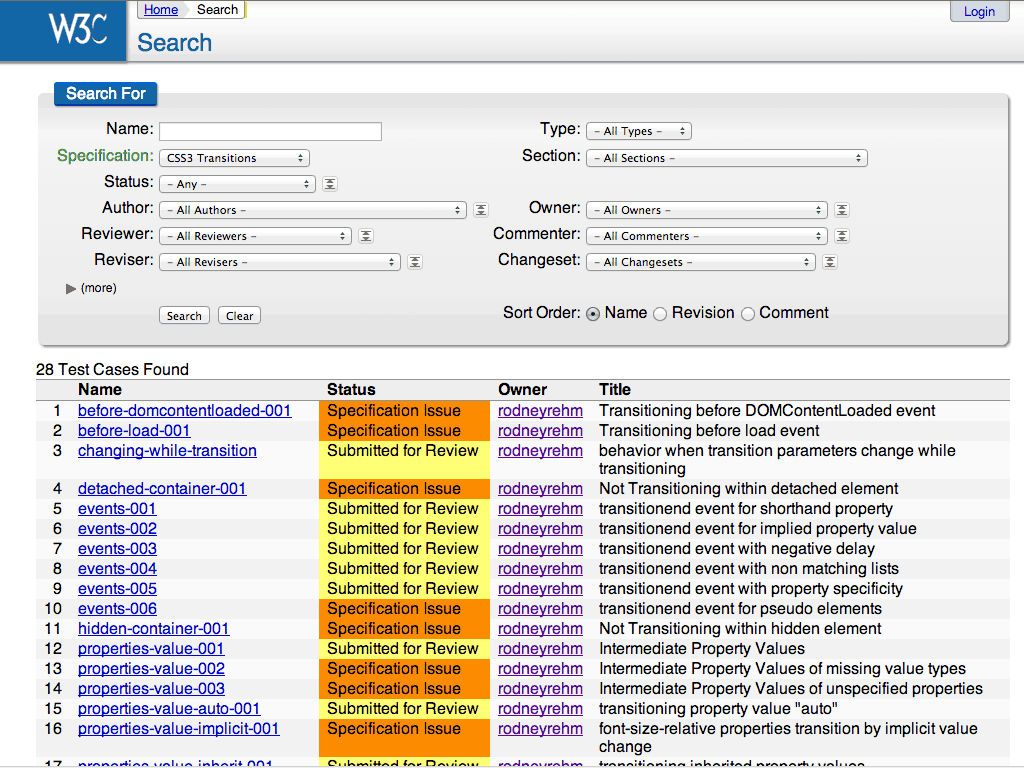 W3C
Home Search
Login
Search
Search For
Name:
Type: – All Types –
Specification: CSS3 Transitions
Section: – All Sections –
Status: – Any –
Author: – All Authors –
Owner: – All Owners –
Reviewer: – All Reviewers –
Commenter: – All Commenters –
Reviser: – All Revisers –
Changeset: – All Changesets –
(more)
Search Clear
Sort Order: Name Revision Comment
28 Test Cases Found
Name Status Owner Title
1 before-domcontentloaded-001 Specification Issue rodneyrehm Transitioning before DOMContentLoaded event
2 before-load-001 Specification Issue rodneyrehm Transitioning before load event
3 changing-while-transition Submitted for Review rodneyrehm behavior when transition parameters change while
transitioning
4 detached-container-001 Specification Issue rodneyrehm Not Transitioning within detached element
5 events-001 Submitted for Review rodneyrehm transitionend event for shorthand property
6 events-002 Submitted for Review rodneyrehm transitionend event for implied property value
7 events-003 Submitted for Review rodneyrehm transitionend event with negative delay
8 events-004 Submitted for Review rodneyrehm transitionend event with non matching lists
9 events-005 Submitted for Review rodneyrehm transitionend event with property specificity
10 events-006 Specification Issue rodneyrehm transitionend event for pseudo elements
11 hidden-container-001 Specification Issue rodneyrehm Not Transitioning within hidden element
12 properties-value-001 Submitted for Review rodneyrehm Intermediate Property Values
13 properties-value-002 Specification Issue rodneyrehm Intermediate Property Values of missing value types
14 properties-value-003 Specification Issue rodneyrehm Intermediate Property Values of unspecified properties
15 properties-value-auto-001 Submitted for Review rodneyrehm transitioning property value "auto"
16 properties-value-implicit-001 Specification Issue rodneyrehm font-size-relative properties transition by implicit value
change
17 properties-value-inherit-001 Submitted for Review rodneyrehm transitioning inherited property values